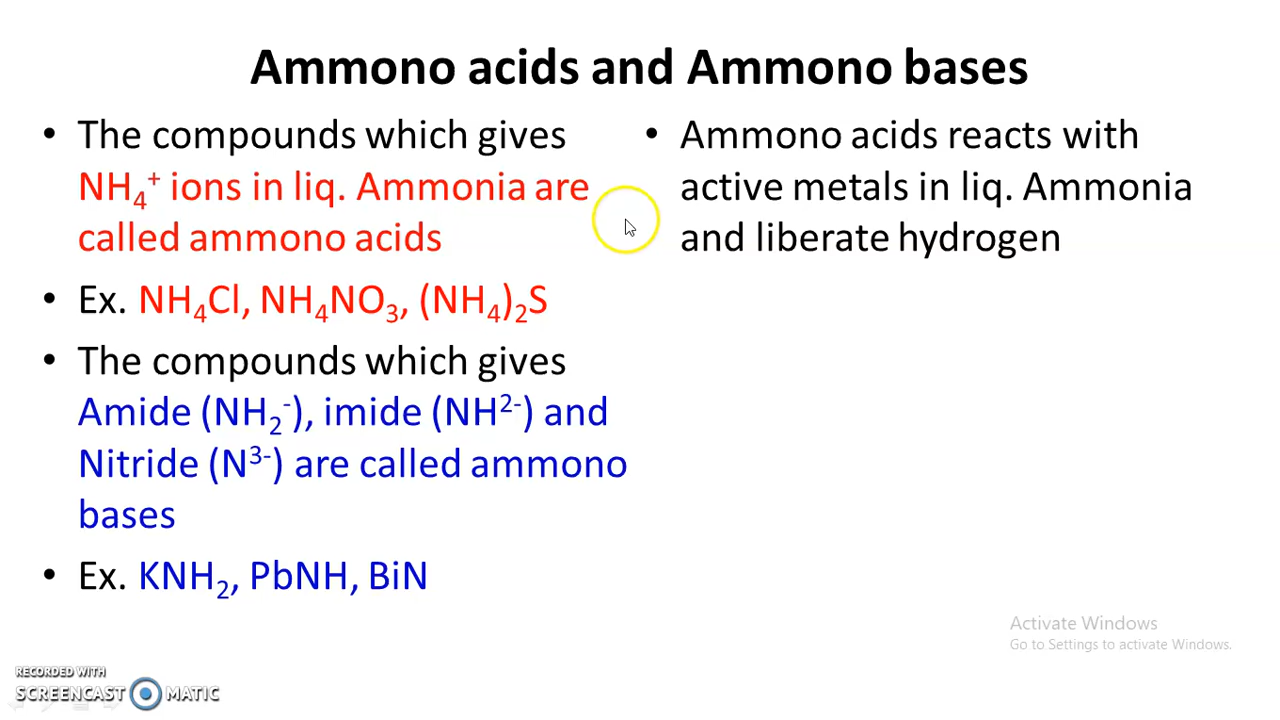 Ammono acids and Ammono bases
• The compounds which gives
NH₄⁺ ions in liq. Ammonia are
called ammono acids
• Ex. NH₄Cl, NH₄NO₃, (NH₄)₂S
• The compounds which gives
Amide (NH₂⁻), imide (NH²⁻) and
Nitride (N³⁻) are called ammono
bases
• Ex. KNH₂, PbNH, BiN
• Ammono acids reacts with
active metals in liq. Ammonia
and liberate hydrogen
Activate Windows
Go to Settings to activate Windows.
RECORDED WITH
SCREENCAST MATIC